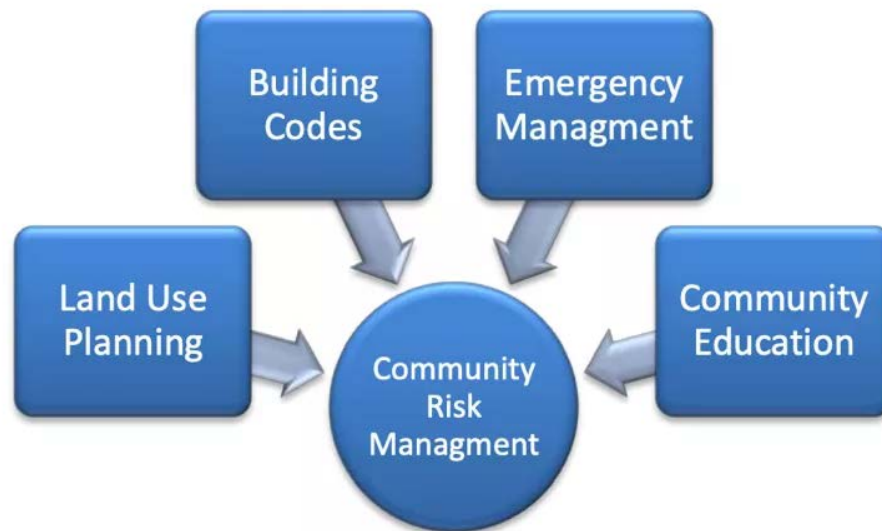 Building
Codes
Emergency
Managment
Land Use
Planning
Community
Education
Community
Risk
Managment